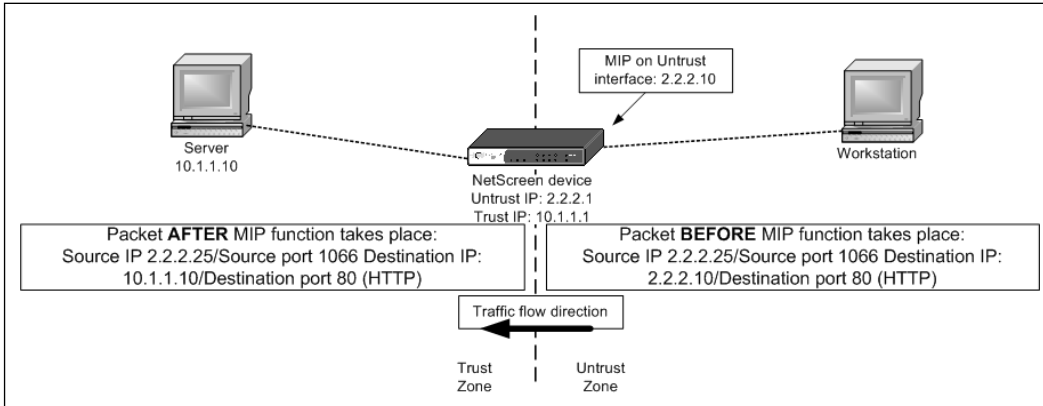 MIP on Untrust
interface: 2.2.2.10
Server
10.1.1.10
Workstation
NetScreen device
Untrust IP: 2.2.2.1
Trust IP: 10.1.1.1
Packet AFTER MIP function takes place:
Source IP 2.2.2.25/Source port 1066 Destination IP:
10.1.1.10/Destination port 80 (HTTP)
Packet BEFORE MIP function takes place:
Source IP 2.2.2.25/Source port 1066 Destination IP:
2.2.2.10/Destination port 80 (HTTP)
Traffic flow direction
Trust
Zone
Untrust
Zone